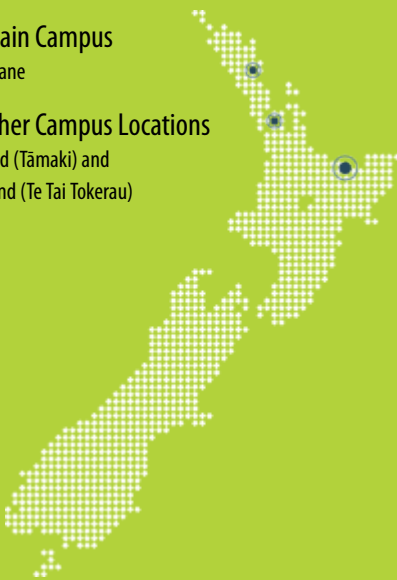 ain Campus
ane
her Campus Locations
d (Tāmaki) and
nd (Te Tai Tokerau)